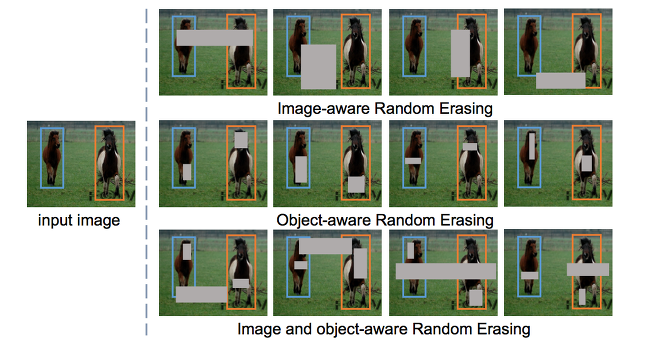 Image-aware Random Erasing
input image
Object-aware Random Erasing
Image and object-aware Random Erasing